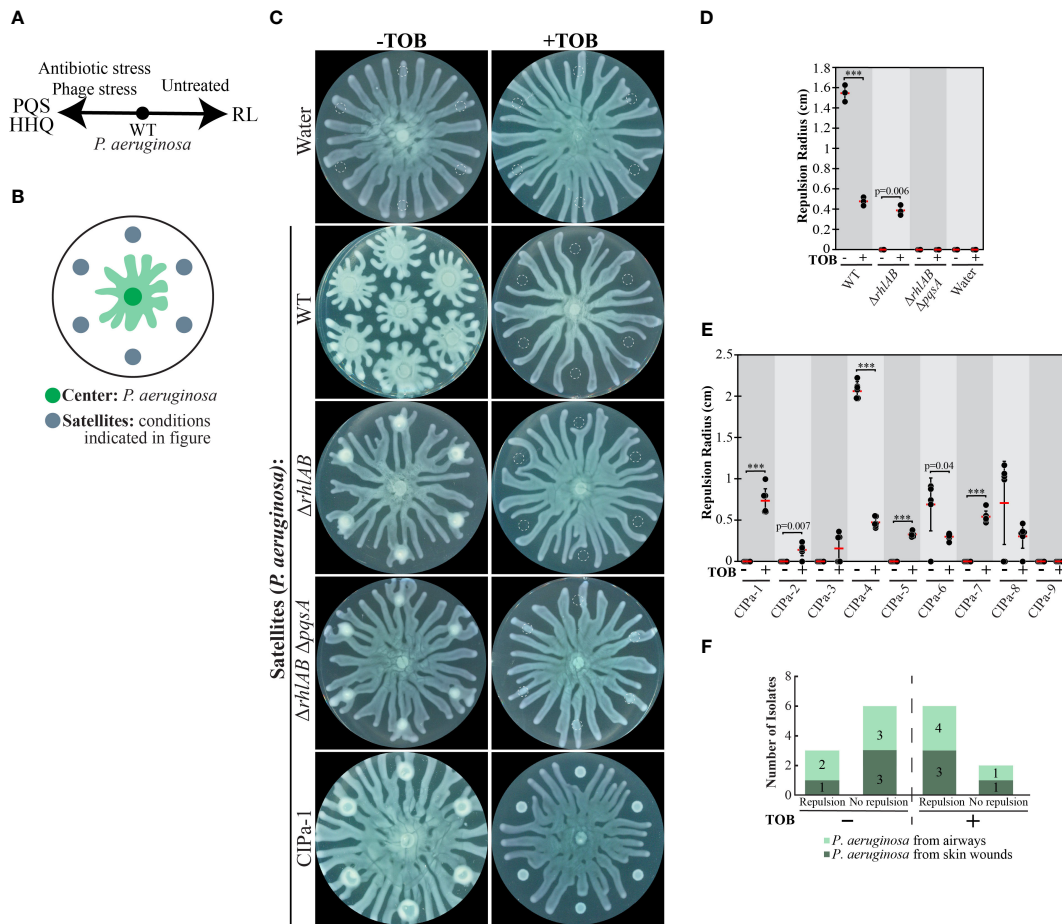 A
Antibiotic stress
Phage stress
Untreated
PQS
HHQ
RL
WT
P. aeruginosa
B
Center: P. aeruginosa
Satellites: conditions
indicated in figure
C
-TOB +TOB
Water
Satellites (P. aeruginosa):
WT
ΔrhlAB
ΔrhlAB ΔpqsA
CIPa-1
D
Repulsion Radius (cm)
1.8
1.6
1.4
1.2
1.0
0.8
0.6
0.4
0.2
0
***
p=0.006
TOB - + - + - + - +
WT
ΔrhlAB
ΔrhlAB
ΔpqsA
Water
E
Repulsion Radius (cm)
2.5
2
1.5
1
0.5
0
***
p=0.007
***
***
p=0.04
***
TOB - + - + - + - + - + - + - + - + - +
CIPa-1
CIPa-2
CIPa-3
CIPa-4
CIPa-5
CIPa-6
CIPa-7
CIPa-8
CIPa-9
F
Number of Isolates
8
6
4
2
0
2
1
3
3
4
3
1
1
Repulsion No repulsion Repulsion No repulsion
TOB - +
P. aeruginosa from airways
P. aeruginosa from skin wounds